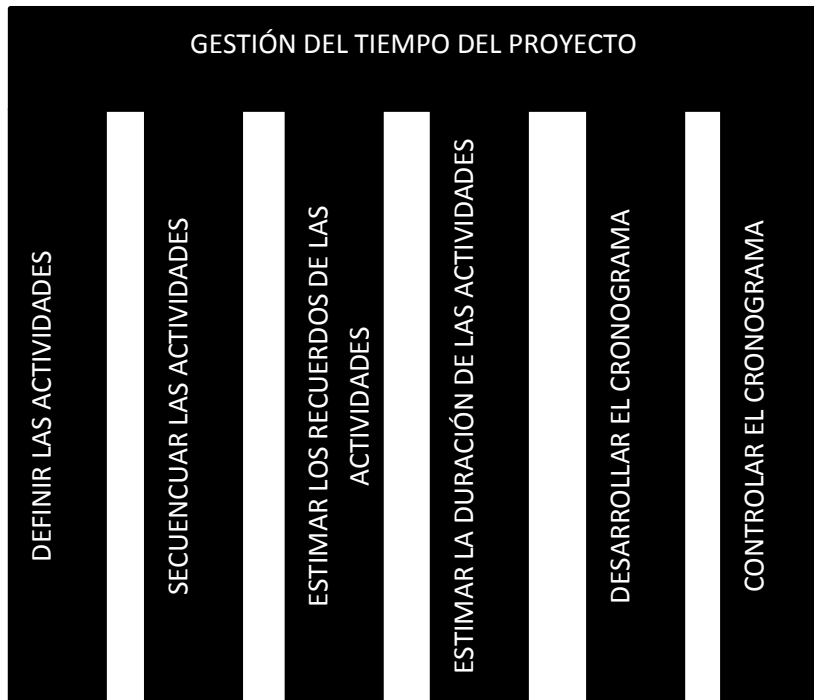 GESTIÓN DEL TIEMPO DEL PROYECTO
DEFINIR LAS ACTIVIDADES
SECUENCUAR LAS ACTIVIDADES
ESTIMAR LOS RECUERDOS DE LAS
ACTIVIDADES
ESTIMAR LA DURACIÓN DE LAS ACTIVIDADES
DESARROLLAR EL CRONOGRAMA
CONTROLAR EL CRONOGRAMA